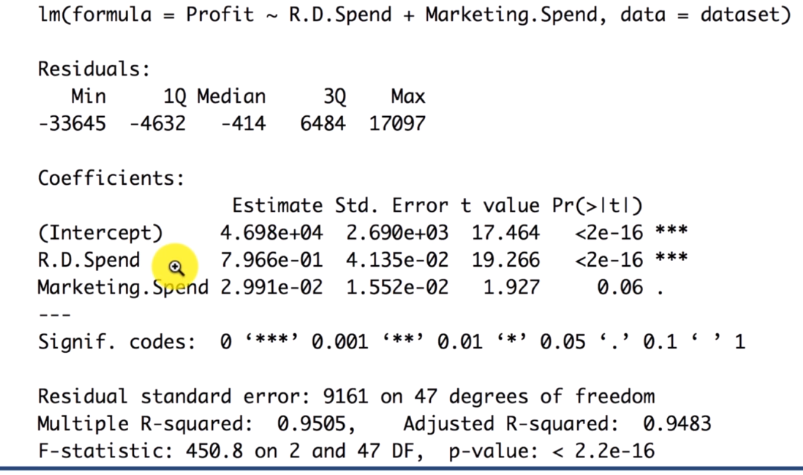 lm(formula = Profit ~ R.D.Spend + Marketing.Spend, data = dataset)
Residuals:
Min 1Q Median 3Q Max
-33645 -4632 -414 6484 17097
Coefficients:
Estimate Std. Error t value Pr(>|t|)
(Intercept) 4.698e+04 2.690e+03 17.464 <2e-16 ***
R.D.Spend 7.966e-01 4.135e-02 19.266 <2e-16 ***
Marketing.Spend 2.991e-02 1.552e-02 1.927 0.06 .
---
Signif. codes: 0 ‘***’ 0.001 ‘**’ 0.01 ‘*’ 0.05 ‘.’ 0.1 ‘ ’ 1
Residual standard error: 9161 on 47 degrees of freedom
Multiple R-squared: 0.9505, Adjusted R-squared: 0.9483
F-statistic: 450.8 on 2 and 47 DF, p-value: < 2.2e-16